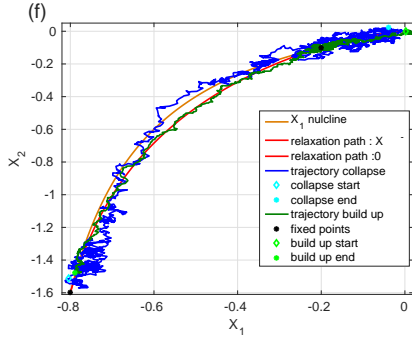 (f)
0
-0.2
-0.4
-0.6
-0.8
-1
-1.2
-1.4
-1.6
X2
X1 nulcline
relaxation path : X -
relaxation path :0
trajectory collapse
collapse start
collapse end
trajectory build up
fixed points
build up start
build up end
-0.8 -0.6 -0.4 -0.2 0
X1